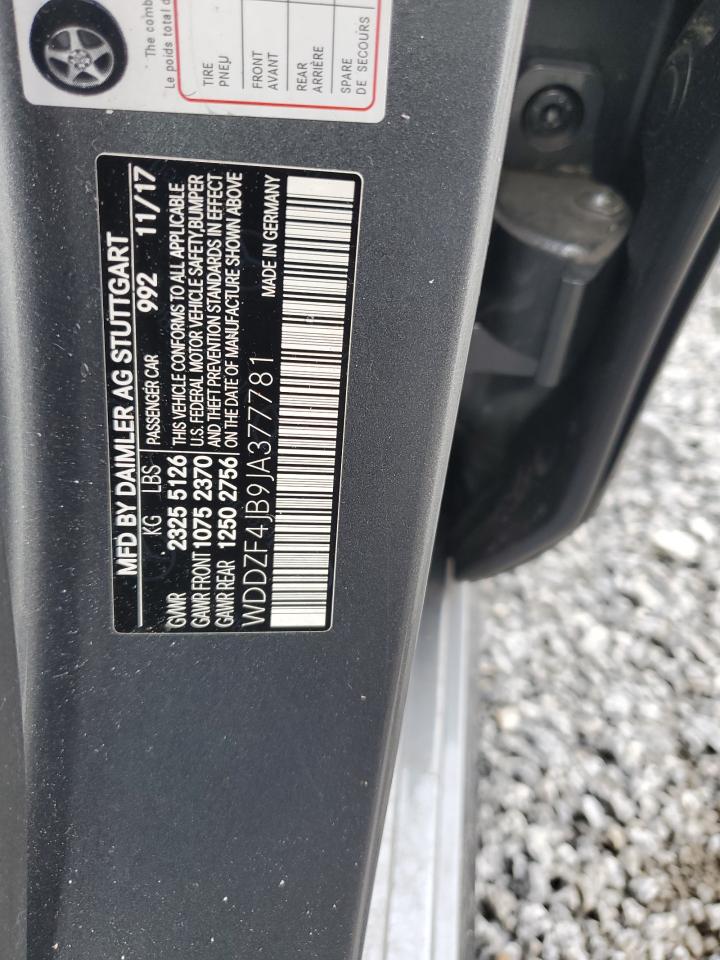 The comb
Le poids total d
TIRE
PNEU
FRONT
AVANT
REAR
ARRIÈRE
SPARE
DE SECOURS
MFD BY DAIMLER AG STUTTGART
KG LBS PASSENGER CAR 992 11/17
GVWR 2325 5126 THIS VEHICLE CONFORMS TO ALL APPLICABLE
GAWR FRONT 1075 2370 U.S. FEDERAL MOTOR VEHICLE SAFETY,BUMPER
GAWR REAR 1250 2756 AND THEFT PREVENTION STANDARDS IN EFFECT
ON THE DATE OF MANUFACTURE SHOWN ABOVE
WDDZF4JB9JA377781 MADE IN GERMANY